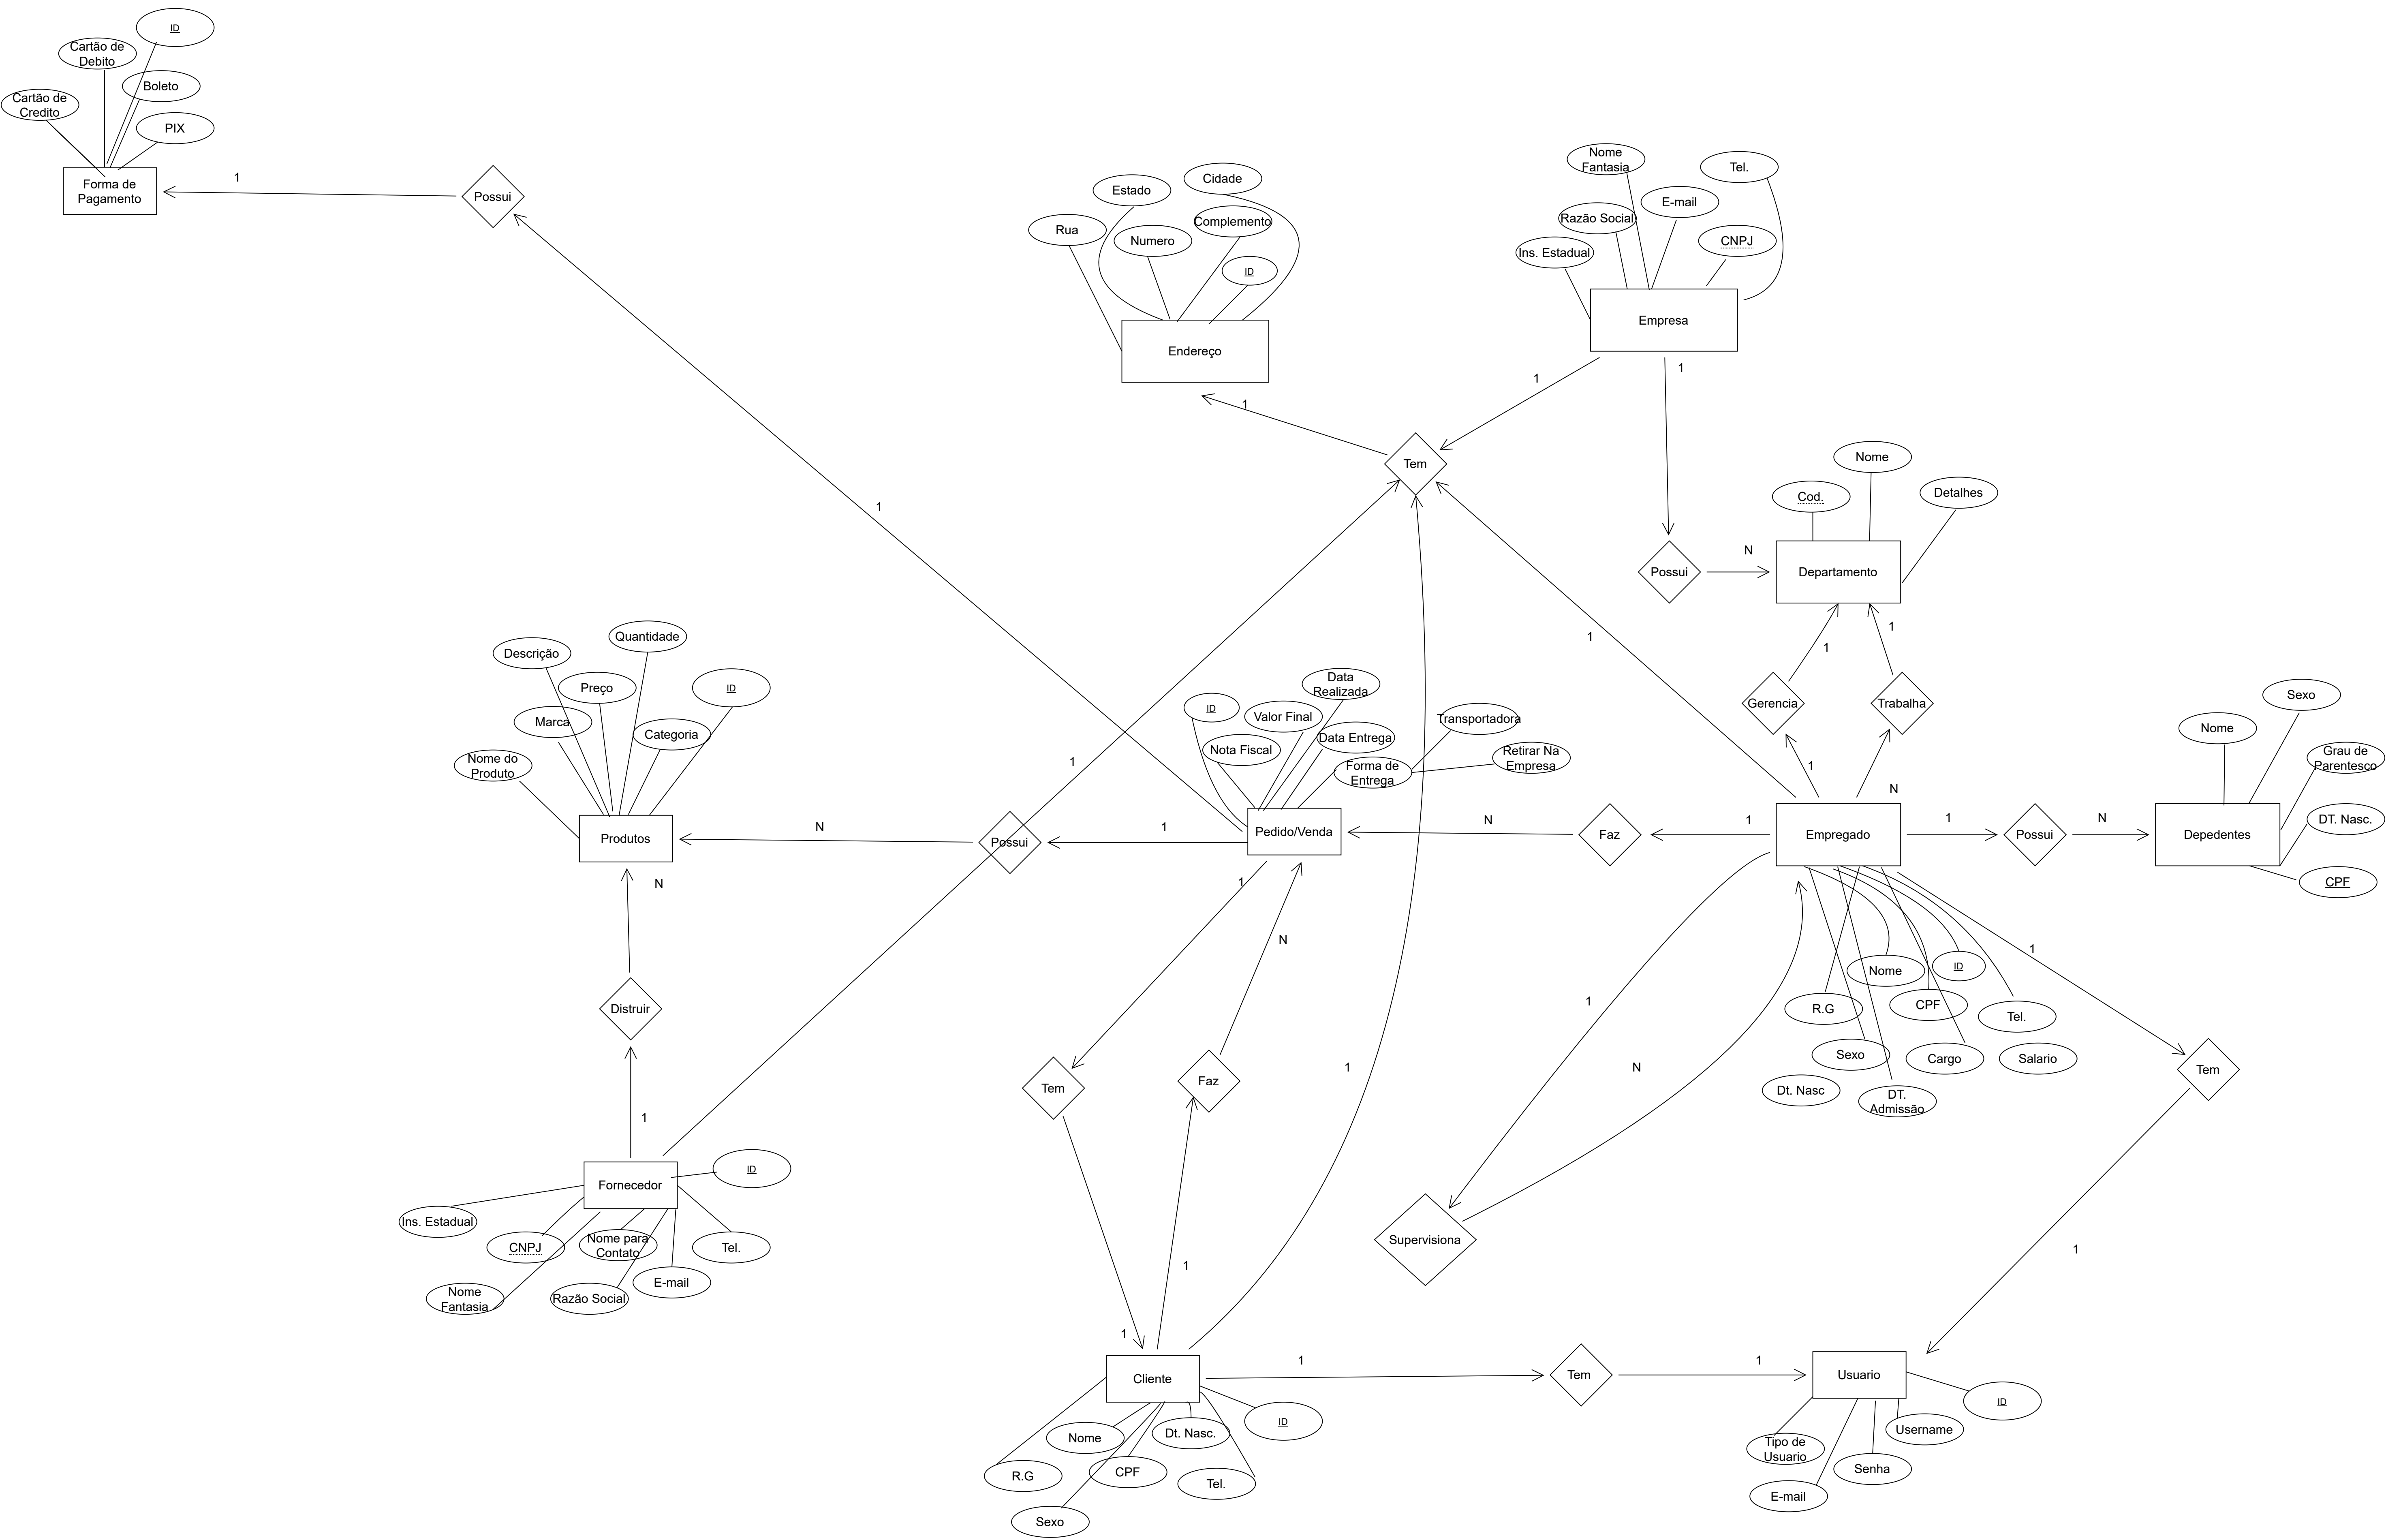 ID
Cartão de
Debito
Boleto
Cartão de
Credito
PIX
Forma de
Pagamento
1
Possui
1
Estado
Cidade
Rua
Complemento
Numero
ID
Endereço
1
Nome
Fantasia
Tel.
E-mail
Razão Social
CNPJ
Ins. Estadual
Empresa
1
1
Tem
Nome
Cod.
Detalhes
N
Possui
Departamento
1
1
1
Gerencia
Trabalha
1
N
Descrição
Quantidade
Preço
ID
Marca
Categoria
Nome do
Produto
Produtos
N
Possui
1
1
ID
Data
Realizada
Valor Final
Transportadora
Data Entrega
Nota Fiscal
Retirar Na
Empresa
Forma de
Entrega
Pedido/Venda
N
Faz
1
Empregado
1
Possui
N
Sexo
Nome
Grau de
Parentesco
DT. Nasc.
Depedentes
CPF
N
Distruir
1
1
N
Tem
Faz
1
1
1
Nome
ID
R.G
CPF
Tel.
Sexo
Cargo
Salario
Dt. Nasc
DT.
Admissão
1
N
Supervisiona
1
Tem
1
Fornecedor
ID
Ins. Estadual
CNPJ
Nome para
Contato
Tel.
E-mail
Nome
Fantasia
Razão Social
Cliente
1
Tem
1
Usuario
ID
Nome
Dt. Nasc.
R.G
CPF
Tel.
Sexo
ID
Username
Tipo de
Usuario
Senha
E-mail